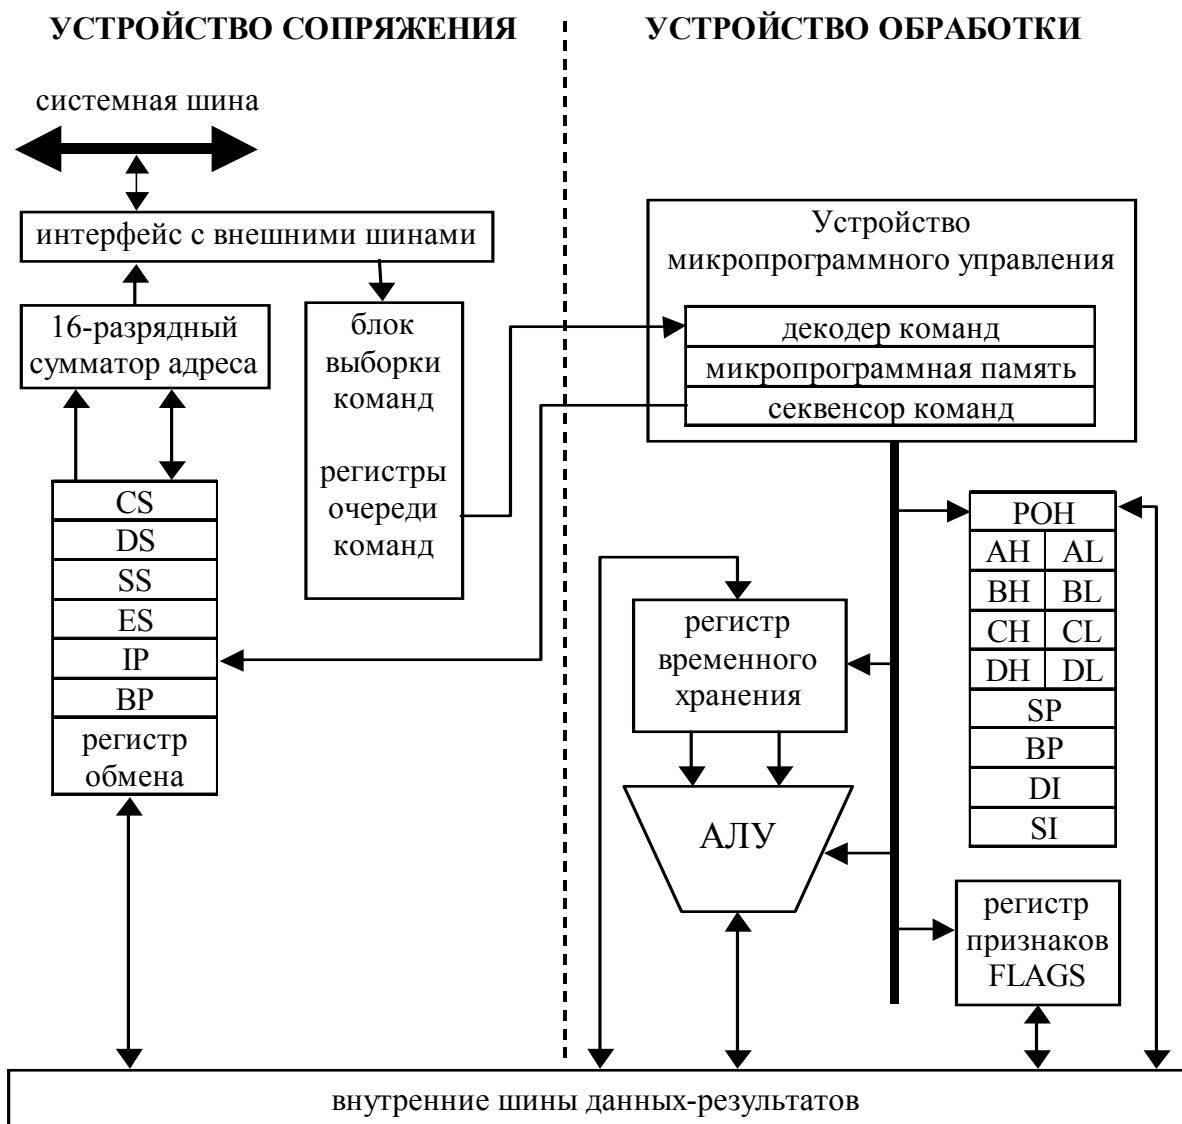 УСТРОЙСТВО СОПРЯЖЕНИЯ
УСТРОЙСТВО ОБРАБОТКИ
системная шина
интерфейс с внешними шинами
16-разрядный
сумматор адреса
блок
выборки
команд
регистры
очереди
команд
CS
DS
SS
ES
IP
BP
регистр
обмена
Устройство
микропрограммного управления
декодер команд
микропрограммная память
секвенсор команд
регистр
временного
хранения
АЛУ
РОН
AH AL
BH BL
CH CL
DH DL
SP
BP
DI
SI
регистр
признаков
FLAGS
внутренние шины данных-результатов